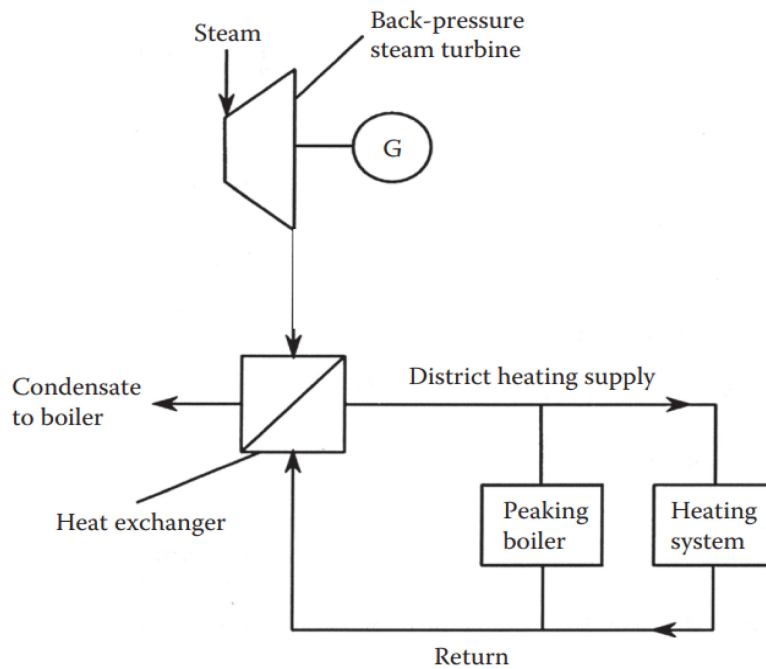 Steam
Back-pressure
steam turbine
G
Condensate
to boiler
District heating supply
Heat exchanger
Peaking
boiler
Heating
system
Return